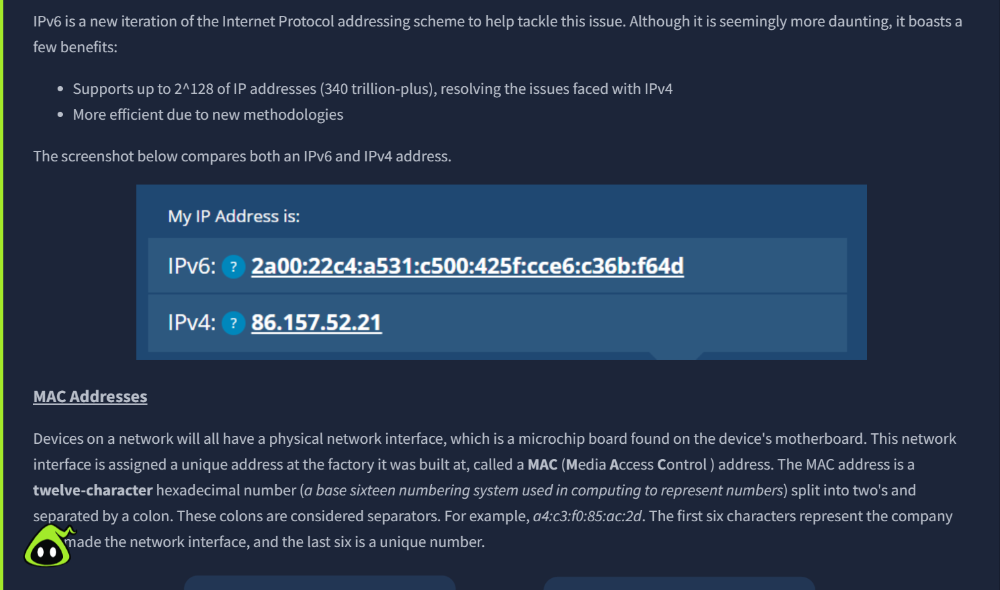 IPv6 is a new iteration of the Internet Protocol addressing scheme to help tackle this issue. Although it is seemingly more daunting, it boasts a
few benefits:
• Supports up to 2^128 of IP addresses (340 trillion-plus), resolving the issues faced with IPv4
• More efficient due to new methodologies
The screenshot below compares both an IPv6 and IPv4 address.
My IP Address is:
IPv6: ? 2a00:22c4:a531:c500:425f:cce6:c36b:f64d
IPv4: ? 86.157.52.21
MAC Addresses
Devices on a network will all have a physical network interface, which is a microchip board found on the device's motherboard. This network
interface is assigned a unique address at the factory it was built at, called a MAC (Media Access Control ) address. The MAC address is a
twelve-character hexadecimal number (a base sixteen numbering system used in computing to represent numbers) split into two's and
separated by a colon. These colons are considered separators. For example, a4:c3:f0:85:ac:2d. The first six characters represent the company
made the network interface, and the last six is a unique number.